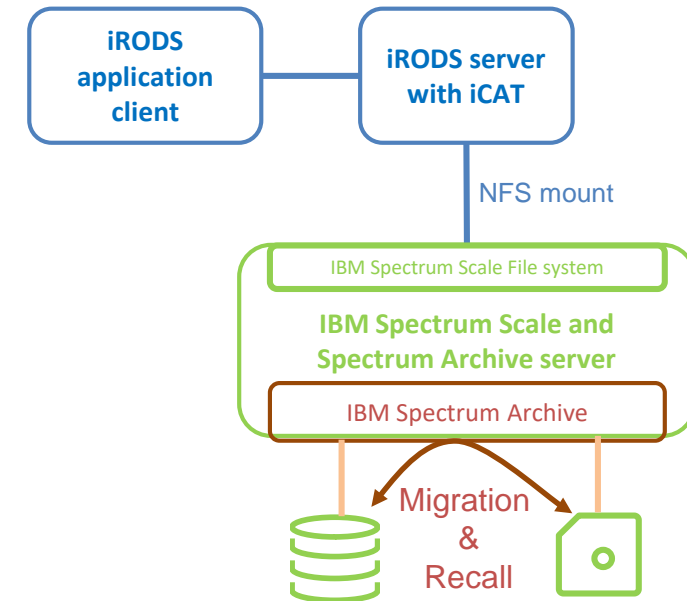 iRODS
application
client
iRODS server
with iCAT
NFS mount
IBM Spectrum Scale File system
IBM Spectrum Scale and
Spectrum Archive server
IBM Spectrum Archive
Migration
&
Recall